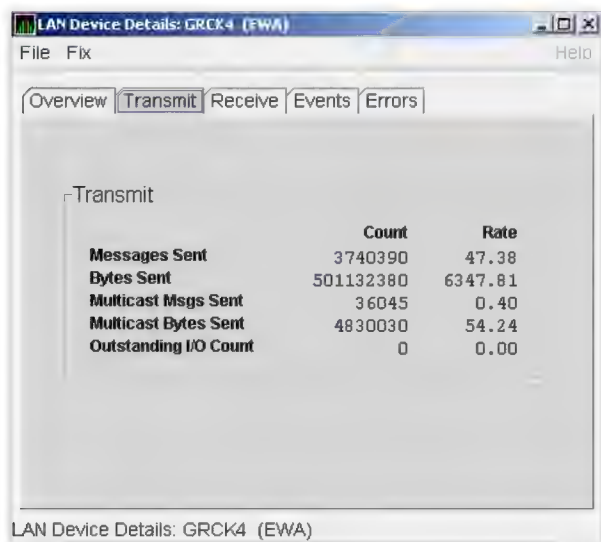 LAN Device Details: GRCK4 (EWA)
File Fix Help
Overview Transmit Receive Events Errors
Transmit
Count Rate
Messages Sent 3740390 47.38
Bytes Sent 501132380 6347.81
Multicast Msgs Sent 36045 0.40
Multicast Bytes Sent 4830030 54.24
Outstanding I/O Count 0 0.00
LAN Device Details: GRCK4 (EWA)